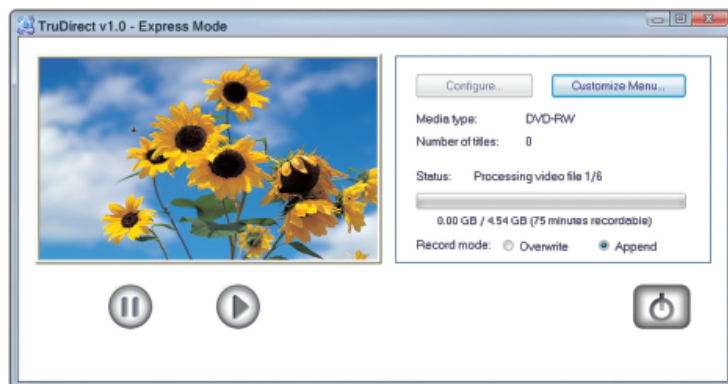 TruDirect v1.0 - Express Mode
Configure... Customize Menu...
Media type: DVD-RW
Number of titles: 0
Status: Processing video file 1/6
0.00 GB / 4.54 GB (75 minutes recordable)
Record mode: Overwrite Append